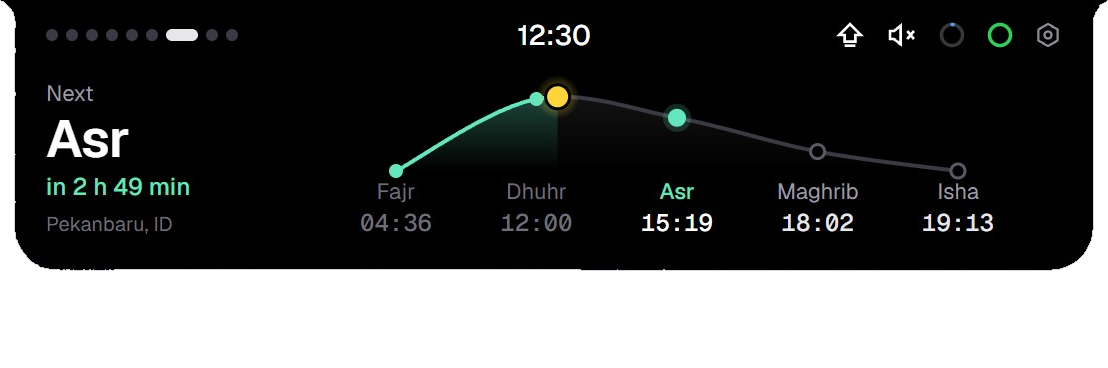 12:30
Next
Asr
in 2 h 49 min
Pekanbaru, ID
Fajr Dhuhr Asr Maghrib Isha
04:36 12:00 15:19 18:02 19:13